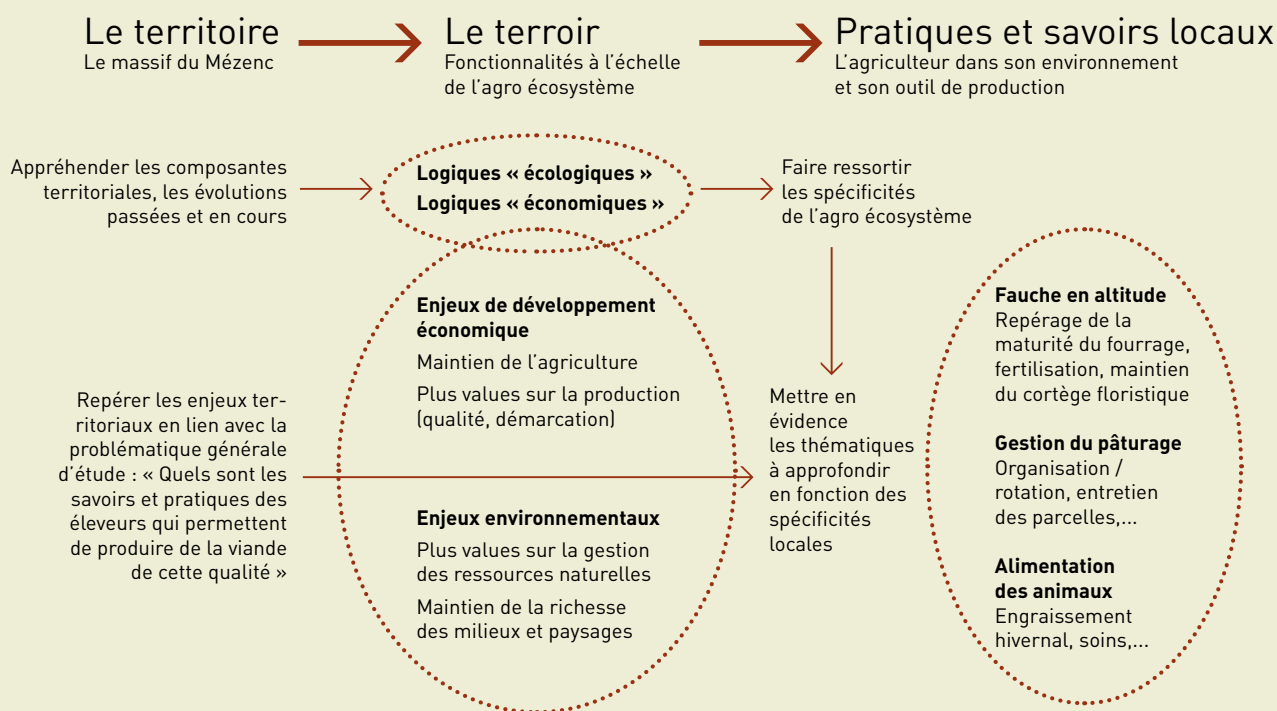 Le territoire
Le massif du Mézenc
Le terroir
Fonctionnalités à l’échelle
de l’agro écosystème
Pratiques et savoirs locaux
L’agriculteur dans son environnement
et son outil de production
Appréhender les composantes
territoriales, les évolutions
passées et en cours
Logiques « écologiques »
Logiques « économiques »
Faire ressortir
les spécificités
de l’agro écosystème
Repérer les enjeux ter-
ritoriaux en lien avec la
problématique générale
d’étude : « Quels sont les
savoirs et pratiques des
éleveurs qui permettent
de produire de la viande
de cette qualité »
Enjeux de développement
économique
Maintien de l’agriculture
Plus values sur la production
(qualité, démarcation)
Enjeux environnementaux
Plus values sur la gestion
des ressources naturelles
Maintien de la richesse
des milieux et paysages
Mettre en
évidence
les thématiques
à approfondir
en fonction des
spécificités
locales
Fauche en altitude
Repérage de la
maturité du fourrage,
fertilisation, maintien
du cortège floristique
Gestion du pâturage
Organisation /
rotation, entretien
des parcelles,...
Alimentation
des animaux
Engraissement
hivernal, soins,...